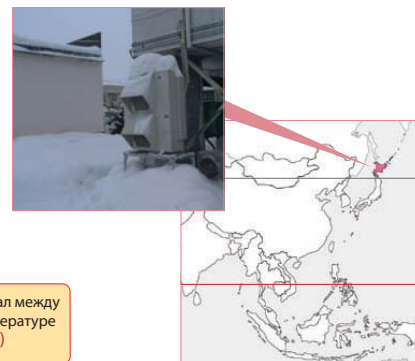 ал между
ературе
)